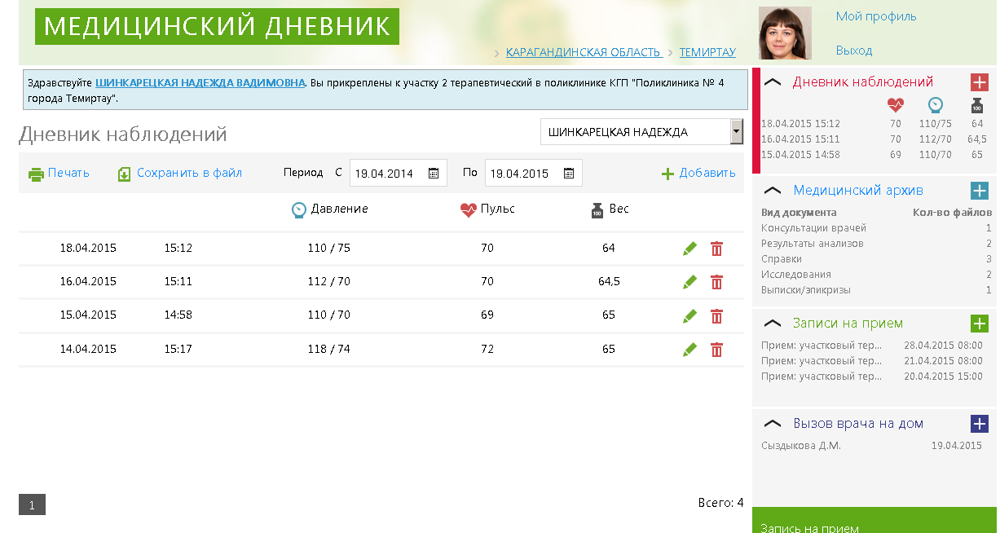 МЕДИЦИНСКИЙ ДНЕВНИК
КАРАГАНДИНСКАЯ ОБЛАСТЬ > ТЕМИРТАУ
Мой профиль
Выход
Здравствуйте ШИНКАРЕЦКАЯ НАДЕЖДА ВАДИМОВНА. Вы прикреплены к участку 2 терапевтический в поликлинике КГП "Поликлиника № 4
города Темиртау".
Дневник наблюдений
ШИНКАРЕЦКАЯ НАДЕЖДА
Печать Сохранить в файл Период С 19.04.2014 По 19.04.2015 Добавить
Давление Пульс 100 Вес
18.04.2015 15:12 110 / 75 70 64
16.04.2015 15:11 112 / 70 70 64,5
15.04.2015 14:58 110 / 70 69 65
14.04.2015 15:17 118 / 74 72 65
1
Всего: 4
Дневник наблюдений
100
18.04.2015 15:12 70 110/75 64
16.04.2015 15:11 70 112/70 64,5
15.04.2015 14:58 69 110/70 65
Медицинский архив
Вид документа Кол-во файлов
Консультации врачей 1
Результаты анализов 2
Справки 3
Исследования 2
Выписки/эпикризы 1
Записи на прием
Прием: участковый тер... 28.04.2015 08:00
Прием: участковый тер... 21.04.2015 08:00
Прием: участковый тер... 20.04.2015 15:00
Вызов врача на дом
Сыздыкова Д.М. 19.04.2015
Запись на прием